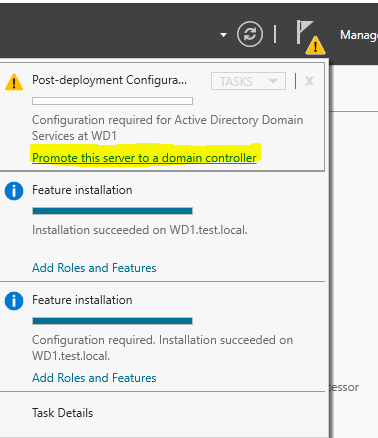 Manage
Post-deployment Configura...
TASKS
X
Configuration required for Active Directory Domain
Services at WD1
Promote this server to a domain controller
Feature installation
Installation succeeded on WD1.test.local.
Add Roles and Features
Feature installation
Configuration required. Installation succeeded on
WD1.test.local.
Add Roles and Features
essor
Task Details